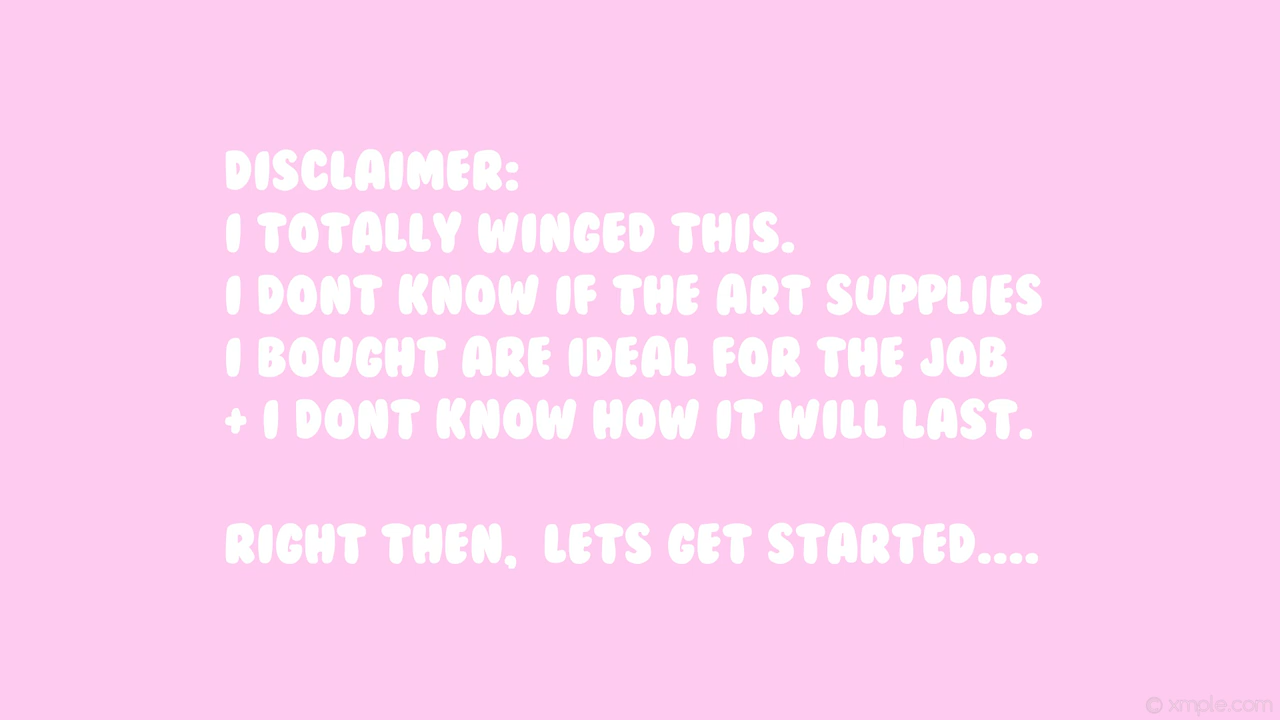 DISCLAIMER:
I TOTALLY WINGED THIS.
I DONT KNOW IF THE ART SUPPLIES
I BOUGHT ARE IDEAL FOR THE JOB
+ I DONT KNOW HOW IT WILL LAST.
RIGHT THEN, LETS GET STARTED....
© xmple.com